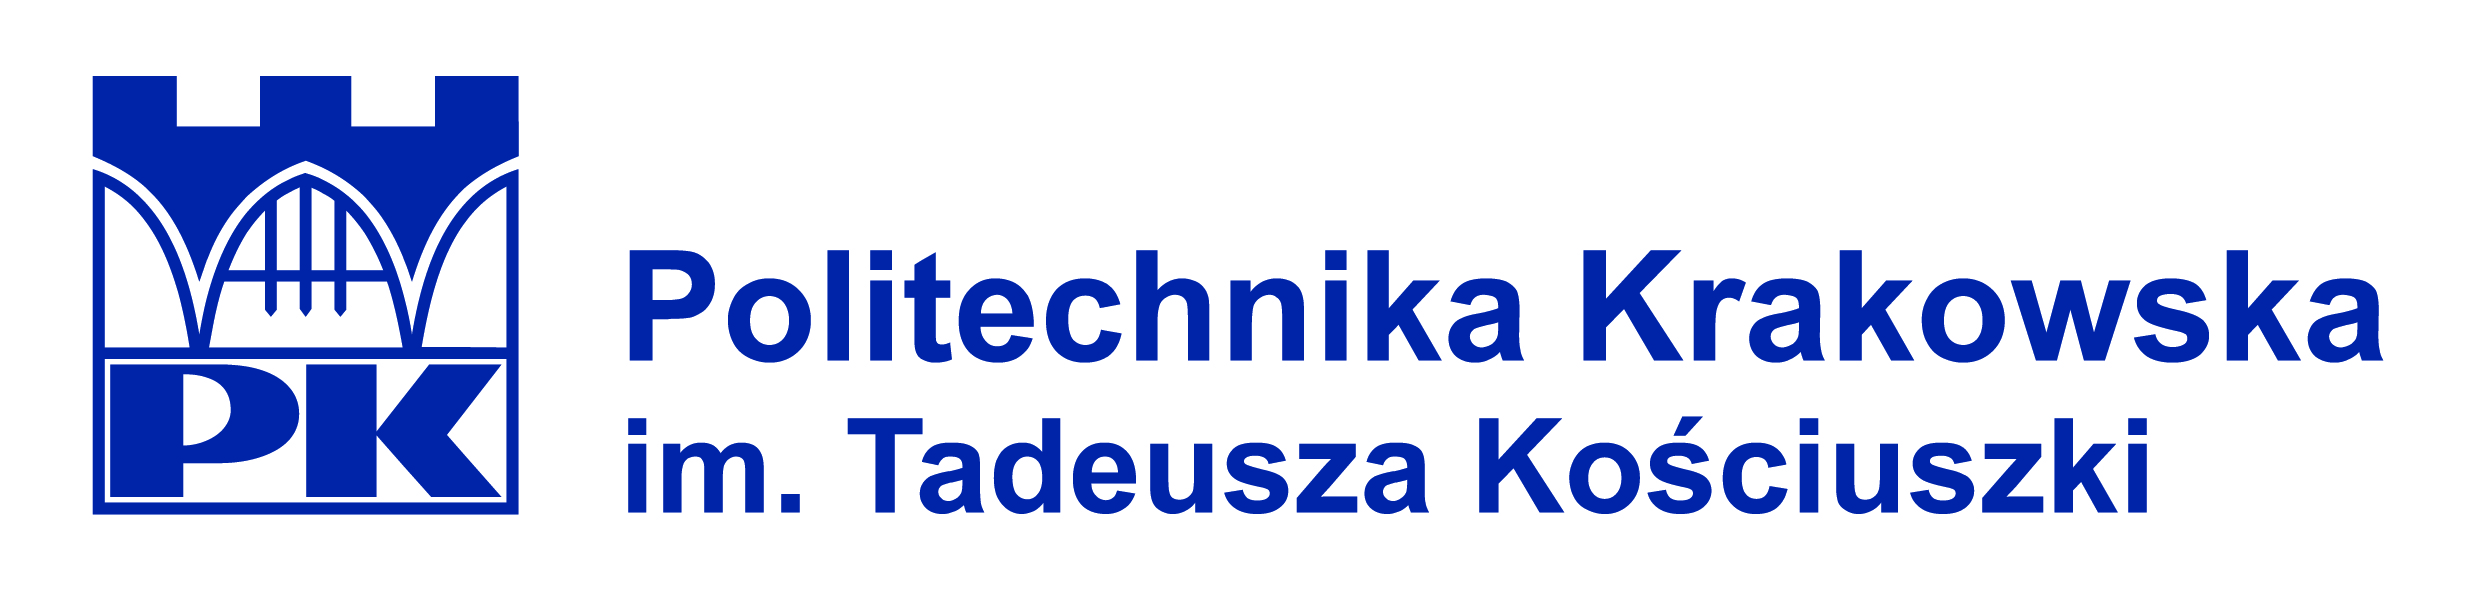 PK
Politechnika Krakowska
im. Tadeusza Kościuszki